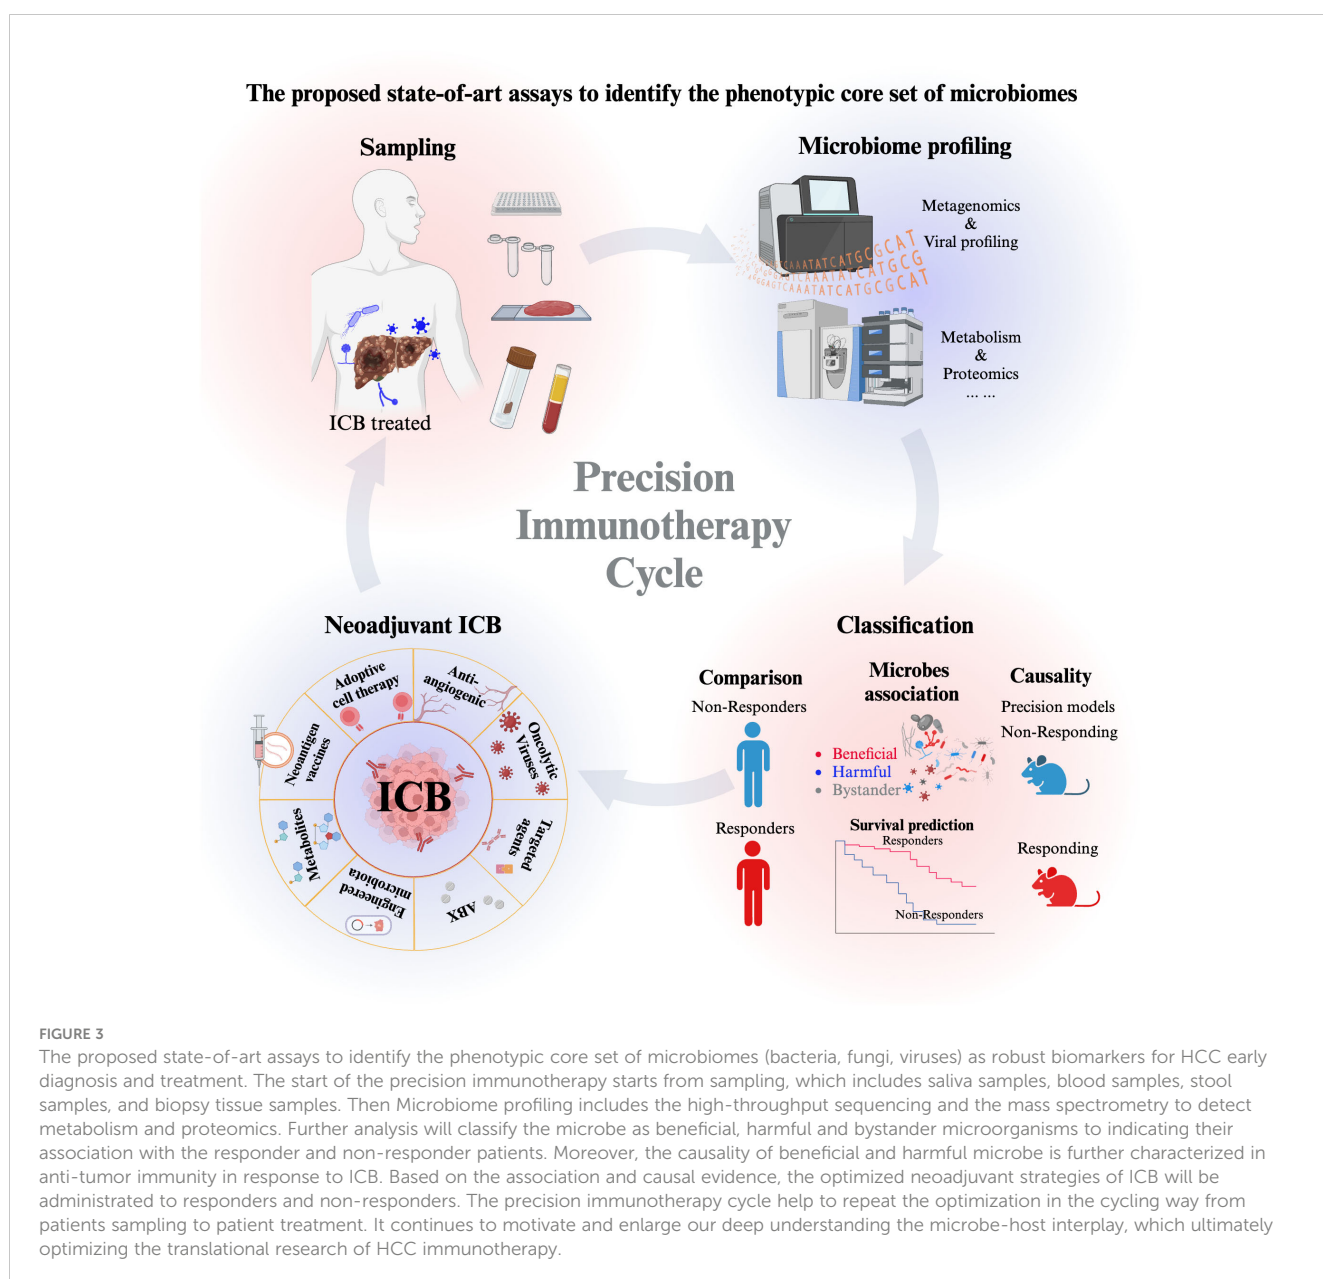 The proposed state-of-art assays to identify the phenotypic core set of microbiomes
Sampling
ICB treated
Microbiome profiling
Metagenomics
&
Viral profiling
Metabolism
&
Proteomics
... ...
Precision
Immunotherapy
Cycle
Neoadjuvant ICB
Adoptive
cell therapy
Anti-
angiogenic
Oncolytic
Viruses
Targeted
agents
ABX
Engineered
microbiota
Metabolites
Neoantigen
vaccines
ICB
Classification
Comparison
Non-Responders
Responders
Microbes
association
• Beneficial
• Harmful
• Bystander
Survival prediction
Responders
Non-Responders
Causality
Precision models
Non-Responding
Responding
FIGURE 3
The proposed state-of-art assays to identify the phenotypic core set of microbiomes (bacteria, fungi, viruses) as robust biomarkers for HCC early
diagnosis and treatment. The start of the precision immunotherapy starts from sampling, which includes saliva samples, blood samples, stool
samples, and biopsy tissue samples. Then Microbiome profiling includes the high-throughput sequencing and the mass spectrometry to detect
metabolism and proteomics. Further analysis will classify the microbe as beneficial, harmful and bystander microorganisms to indicating their
association with the responder and non-responder patients. Moreover, the causality of beneficial and harmful microbe is further characterized in
anti-tumor immunity in response to ICB. Based on the association and causal evidence, the optimized neoadjuvant strategies of ICB will be
administrated to responders and non-responders. The precision immunotherapy cycle help to repeat the optimization in the cycling way from
patients sampling to patient treatment. It continues to motivate and enlarge our deep understanding the microbe-host interplay, which ultimately
optimizing the translational research of HCC immunotherapy.